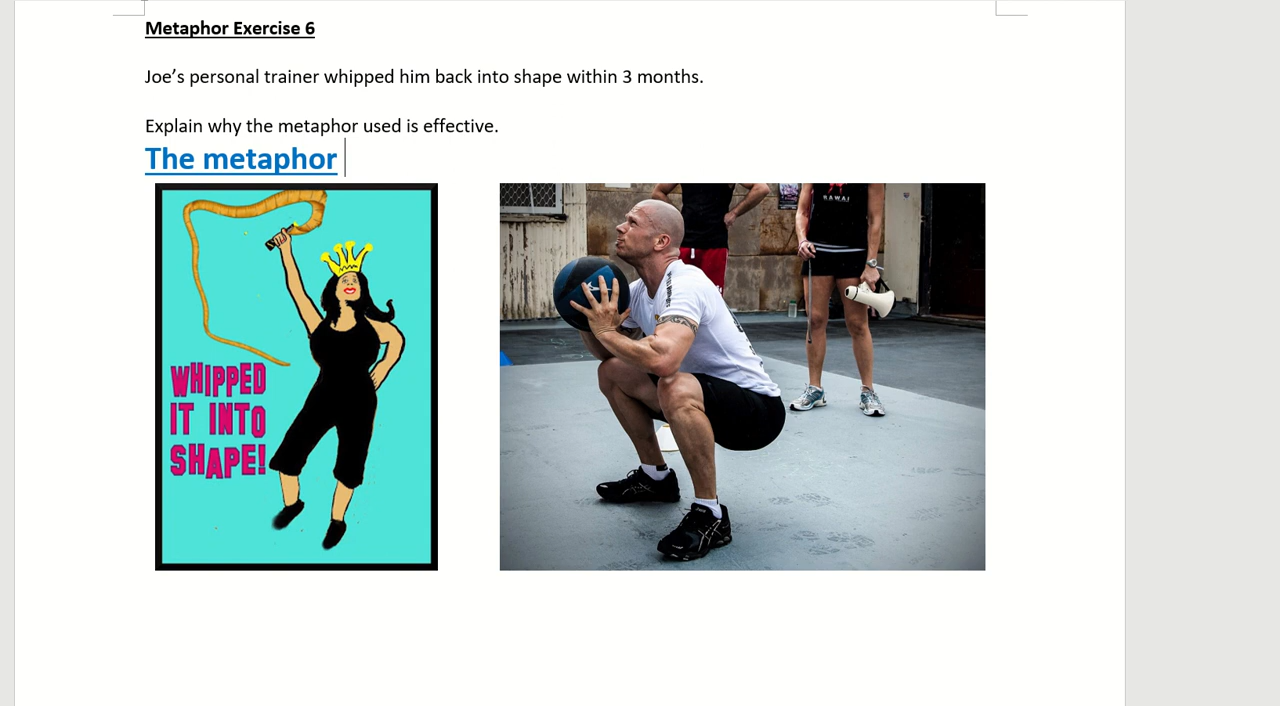 Metaphor Exercise 6
Joe’s personal trainer whipped him back into shape within 3 months.
Explain why the metaphor used is effective.
The metaphor
WHIPPED
IT INTO
SHAPE!